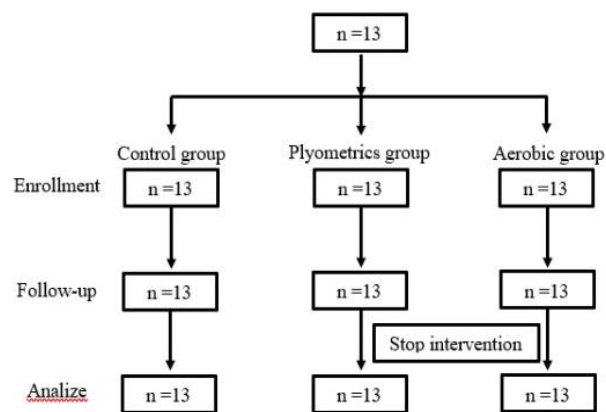 n =13
Control group
Plyometrics group
Aerobic group
Enrollment
n =13
n =13
n =13
Follow-up
n =13
n =13
n =13
Stop intervention
Analize
n =13
n =13
n =13